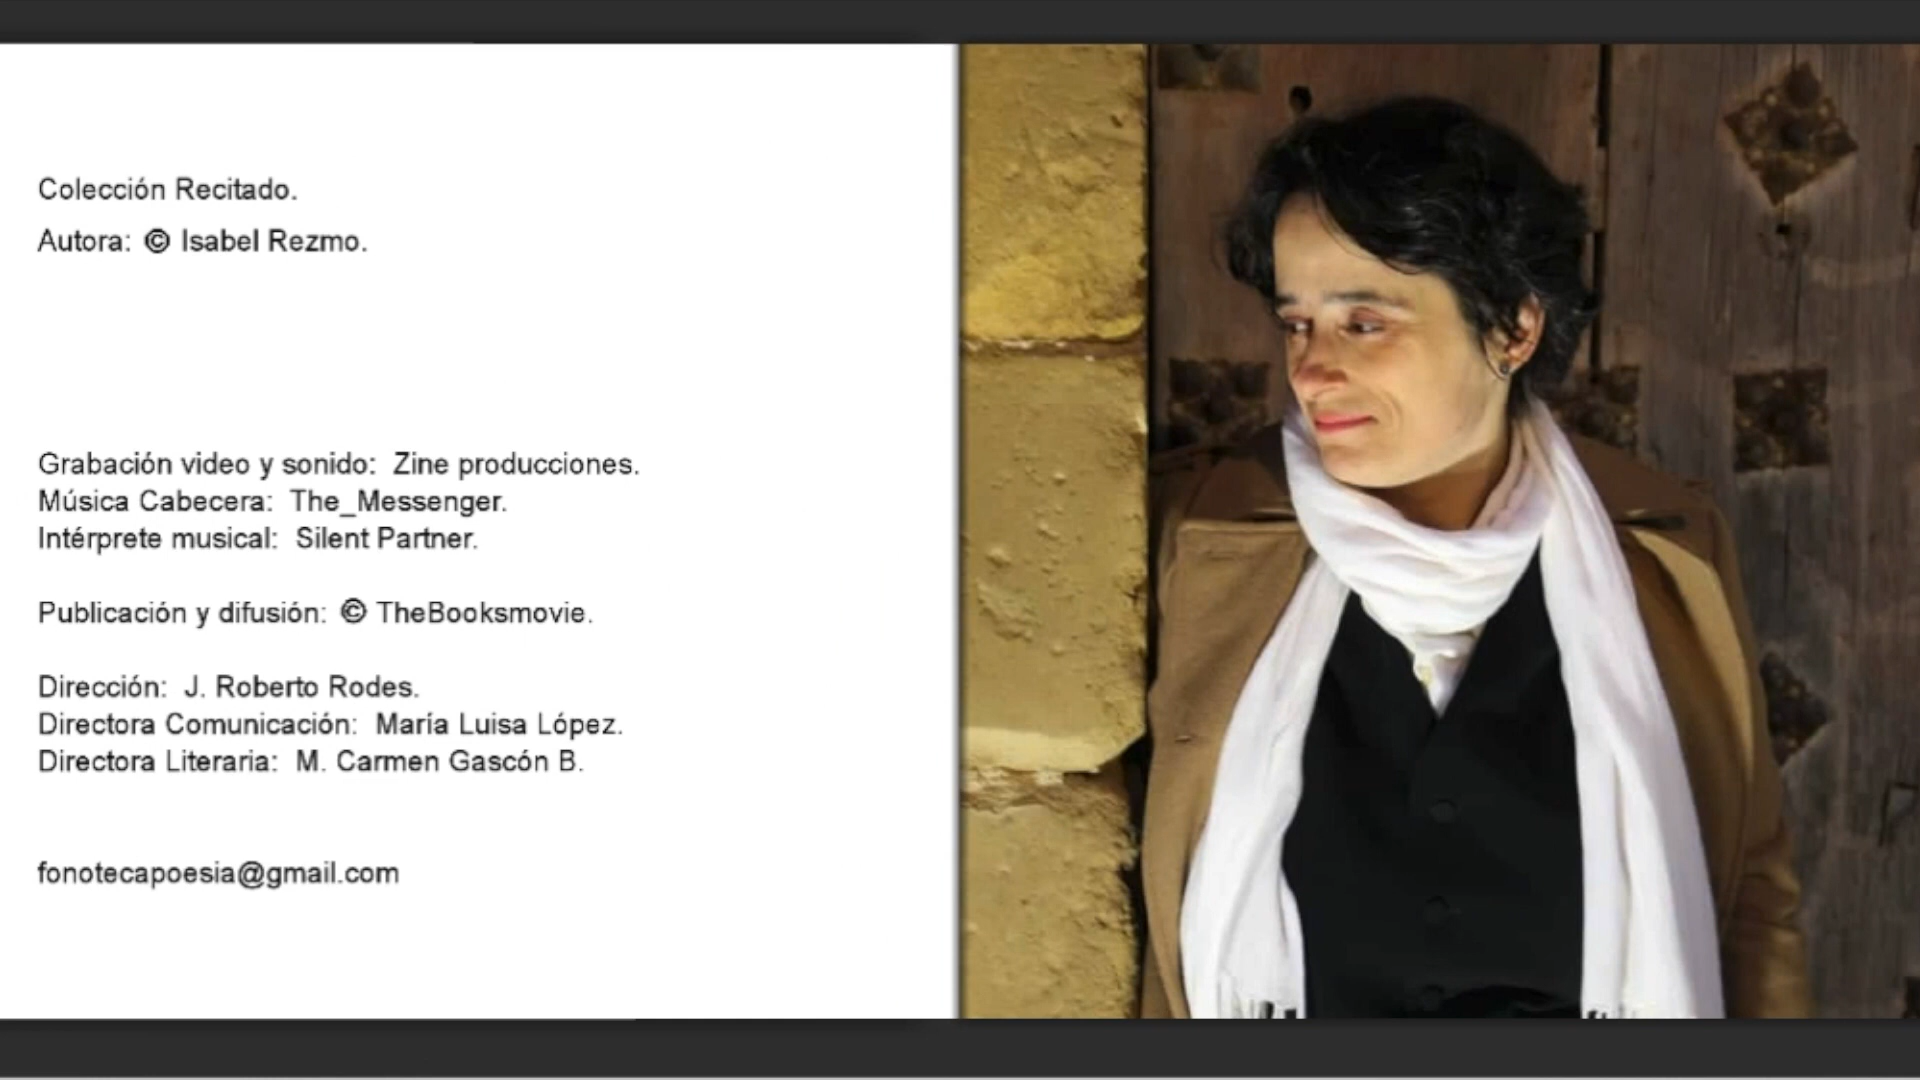 Colección Recitado.
Autora: © Isabel Rezmo.
Grabación video y sonido: Zine producciones.
Música Cabecera: The_Messenger.
Intérprete musical: Silent Partner.
Publicación y difusión: © TheBooksmovie.
Dirección: J. Roberto Rodes.
Directora Comunicación: María Luisa López.
Directora Literaria: M. Carmen Gascón B.
fonotecapoesia@gmail.com